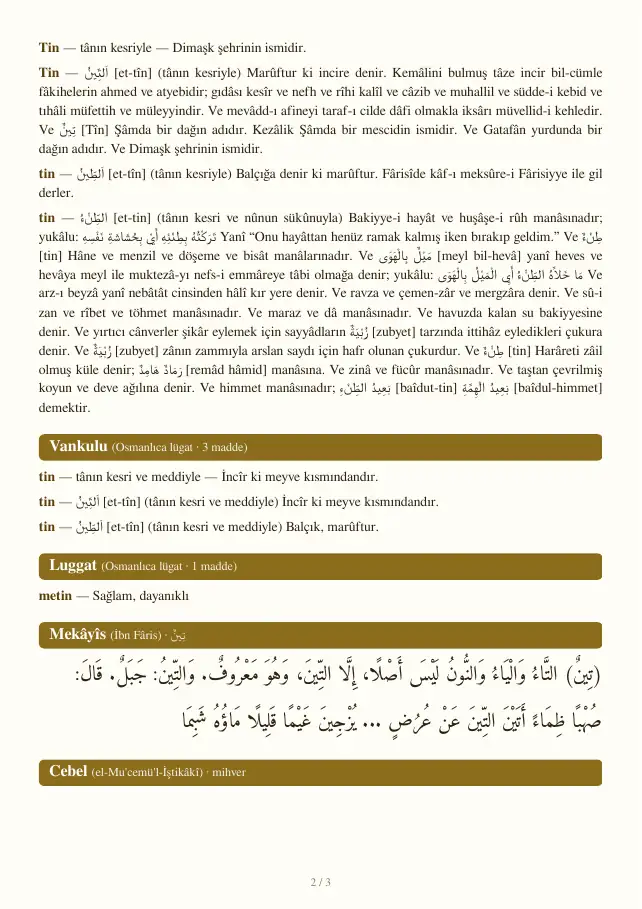 Tin — tânın kesriyle — Dimaşk şehrinin ismidir.
Tin — اَلتِّينُ [et-tîn] (tânın kesriyle) Marûftur ki incire denir. Kemâlini bulmuş tâze incir bil-cümle
fâkihelerin ahmed ve atyebidir; gıdâsı kesîr ve nefh ve rîhi kalîl ve câzib ve muhallil ve südde-i kebid ve
tıhâli müfettih ve müleyyindir. Ve mevâdd-ı afineyi taraf-ı cilde dâfi olmakla iksârı müvellid-i kehledir.
Ve تِينٌ [Tîn] Şâmda bir dağın adıdır. Kezâlik Şâmda bir mescidin ismidir. Ve Gatafân yurdunda bir
dağın adıdır. Ve Dimaşk şehrinin ismidir.
tin — اَلطِّينُ [et-tîn] (tânın kesriyle) Balçığa denir ki marûftur. Fârisîde kâf-ı meksûre-i Fârisiyye ile gil
derler.
tin — اَلطِّنْءُ [et-tin] (tânın kesri ve nûnun sükûnuyla) Bakiyye-i hayât ve huşâşe-i rûh manâsınadır;
yukâlu: تَرَكْتُهُ بِطِنْئِهِ أَيْ بِحُشَاشَةِ نَفْسِهِ Yanî “Onu hayâttan henüz ramak kalmış iken bırakıp geldim.” Ve طِنْءٌ
[tin] Hâne ve menzil ve döşeme ve bisât manâlarınadır. Ve مَيْلٌ بِالْهَوَى [meyl bil-hevâ] yanî heves ve
hevâya meyl ile muktezâ-yı nefs-i emmâreye tâbi olmağa denir; yukâlu: مَا خَلَاهُ الطِّنْءُ أَيِ الْمَيْلُ بِالْهَوَى Ve
arz-ı beyzâ yanî nebâtât cinsinden hâlî kır yere denir. Ve ravza ve çemen-zâr ve mergzâra denir. Ve sû-i
zan ve rîbet ve töhmet manâsınadır. Ve maraz ve dâ manâsınadır. Ve havuzda kalan su bakiyyesine
denir. Ve yırtıcı cânverler şikâr eylemek için sayyâdların زُبْيَةٌ [zubyet] tarzında ittihâz eyledikleri çukura
denir. Ve زُبْيَةٌ [zubyet] zânın zammıyla arslan saydı için hafr olunan çukurdur. Ve طِنْءٌ [tin] Harâreti zâil
olmuş küle denir; رَمَادٌ هَامِدٌ [remâd hâmid] manâsına. Ve zinâ ve fücûr manâsınadır. Ve taştan çevrilmiş
koyun ve deve ağılına denir. Ve himmet manâsınadır; بَعِيدُ الطِّنْءِ [baîdut-tin] بَعِيدُ الْهِمَّةِ [baîdul-himmet]
demektir.
Vankulu (Osmanlıca lügat · 3 madde)
tin — tânın kesri ve meddiyle — İncîr ki meyve kısmındandır.
tin — اَلتِّينُ [et-tîn] (tânın kesri ve meddiyle) İncîr ki meyve kısmındandır.
tin — اَلطِّينُ [et-tîn] (tânın kesri ve meddiyle) Balçık, marûftur.
Luggat (Osmanlıca lügat · 1 madde)
metin — Sağlam, dayanıklı
Mekâyîs (İbn Fâris) · تِينٌ
(تِينٌ) التَّاءُ وَالْيَاءُ وَالنُّونُ لَيْسَ أَصْلًا، إِلَّا التِّينَ، وَهُوَ مَعْرُوفٌ. وَالتِّينُ: جَبَلٌ. قَالَ:
صُهْبًا ظِمَاءً أَتَيْنَ التِّينَ عَنْ عُرُضٍ ... يُزْجِينَ غَيْمًا قَلِيلًا مَاؤُهُ شَبِمَا
Cebel (el-Mu'cemü'l-İştikâkî) · mihver
2 / 3